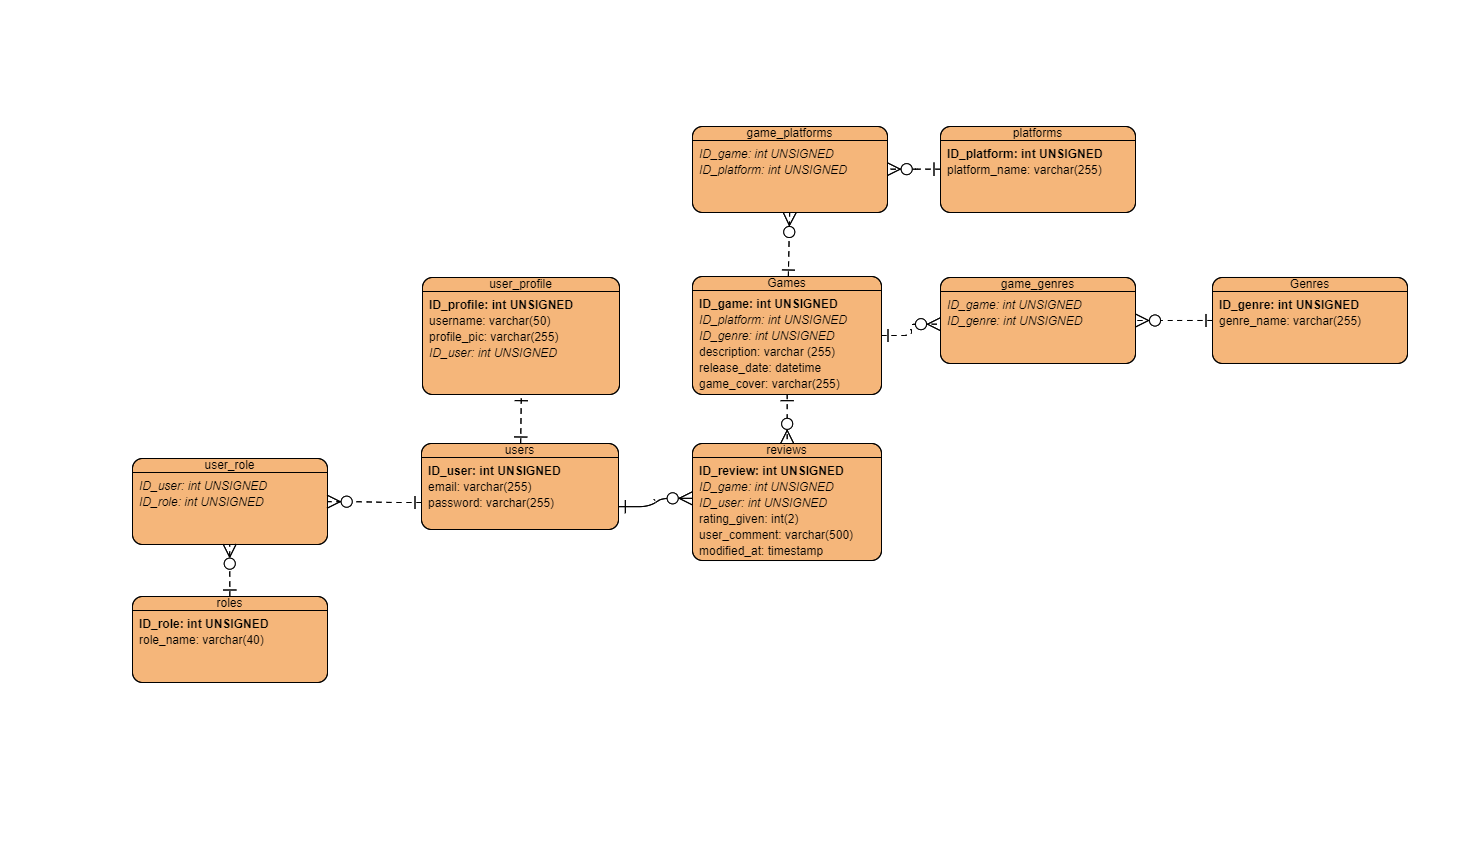 game_platforms
ID_game: int UNSIGNED
ID_platform: int UNSIGNED
platforms
ID_platform: int UNSIGNED
platform_name: varchar(255)
user_profile
ID_profile: int UNSIGNED
username: varchar(50)
profile_pic: varchar(255)
ID_user: int UNSIGNED
Games
ID_game: int UNSIGNED
ID_platform: int UNSIGNED
ID_genre: int UNSIGNED
description: varchar (255)
release_date: datetime
game_cover: varchar(255)
game_genres
ID_game: int UNSIGNED
ID_genre: int UNSIGNED
Genres
ID_genre: int UNSIGNED
genre_name: varchar(255)
user_role
ID_user: int UNSIGNED
ID_role: int UNSIGNED
users
ID_user: int UNSIGNED
email: varchar(255)
password: varchar(255)
reviews
ID_review: int UNSIGNED
ID_game: int UNSIGNED
ID_user: int UNSIGNED
rating_given: int(2)
user_comment: varchar(500)
modified_at: timestamp
roles
ID_role: int UNSIGNED
role_name: varchar(40)